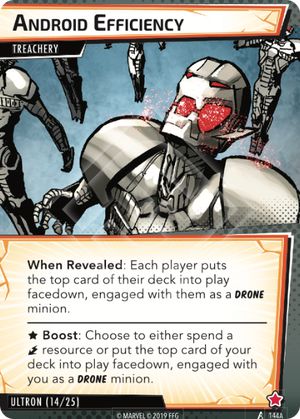 ANDROID EFFICIENCY
TREACHERY
When Revealed: Each player puts
the top card of their deck into play
facedown, engaged with them as a DRONE
minion.
★ Boost: Choose to either spend a
resource or put the top card of your
deck into play facedown, engaged with
you as a DRONE minion.
ULTRON (14/25)
© MARVEL © 2019 FFG
144A